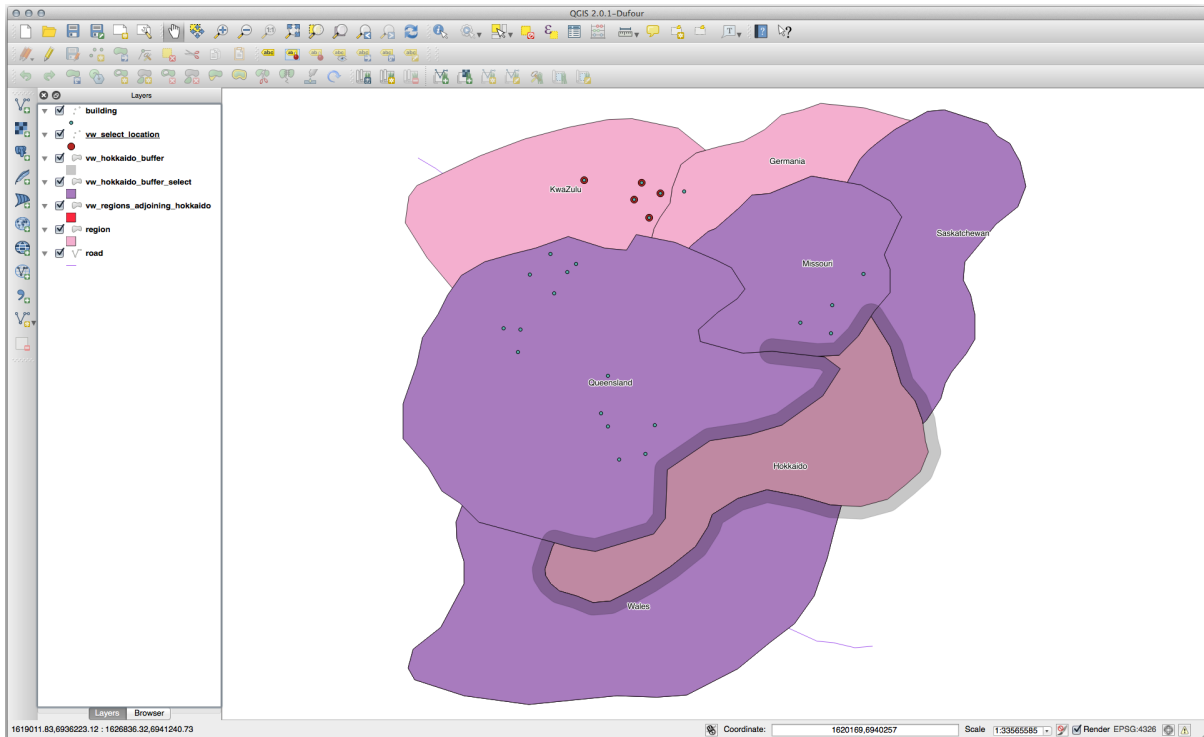 QGIS 2.0.1-Dufour
Layers
building
vw_select_location
vw_hokkaido_buffer
vw_hokkaido_buffer_select
vw_regions_adjoining_hokkaido
region
road
KwaZulu
Germania
Saskatchewan
Missouri
Queensland
Hokkaido
Wales
Layers Browser
1619011.83,6936223.12 : 1626836.32,6941240.73 Coordinate: 1620169,6940257 Scale 1:33565585 Render EPSG:4326